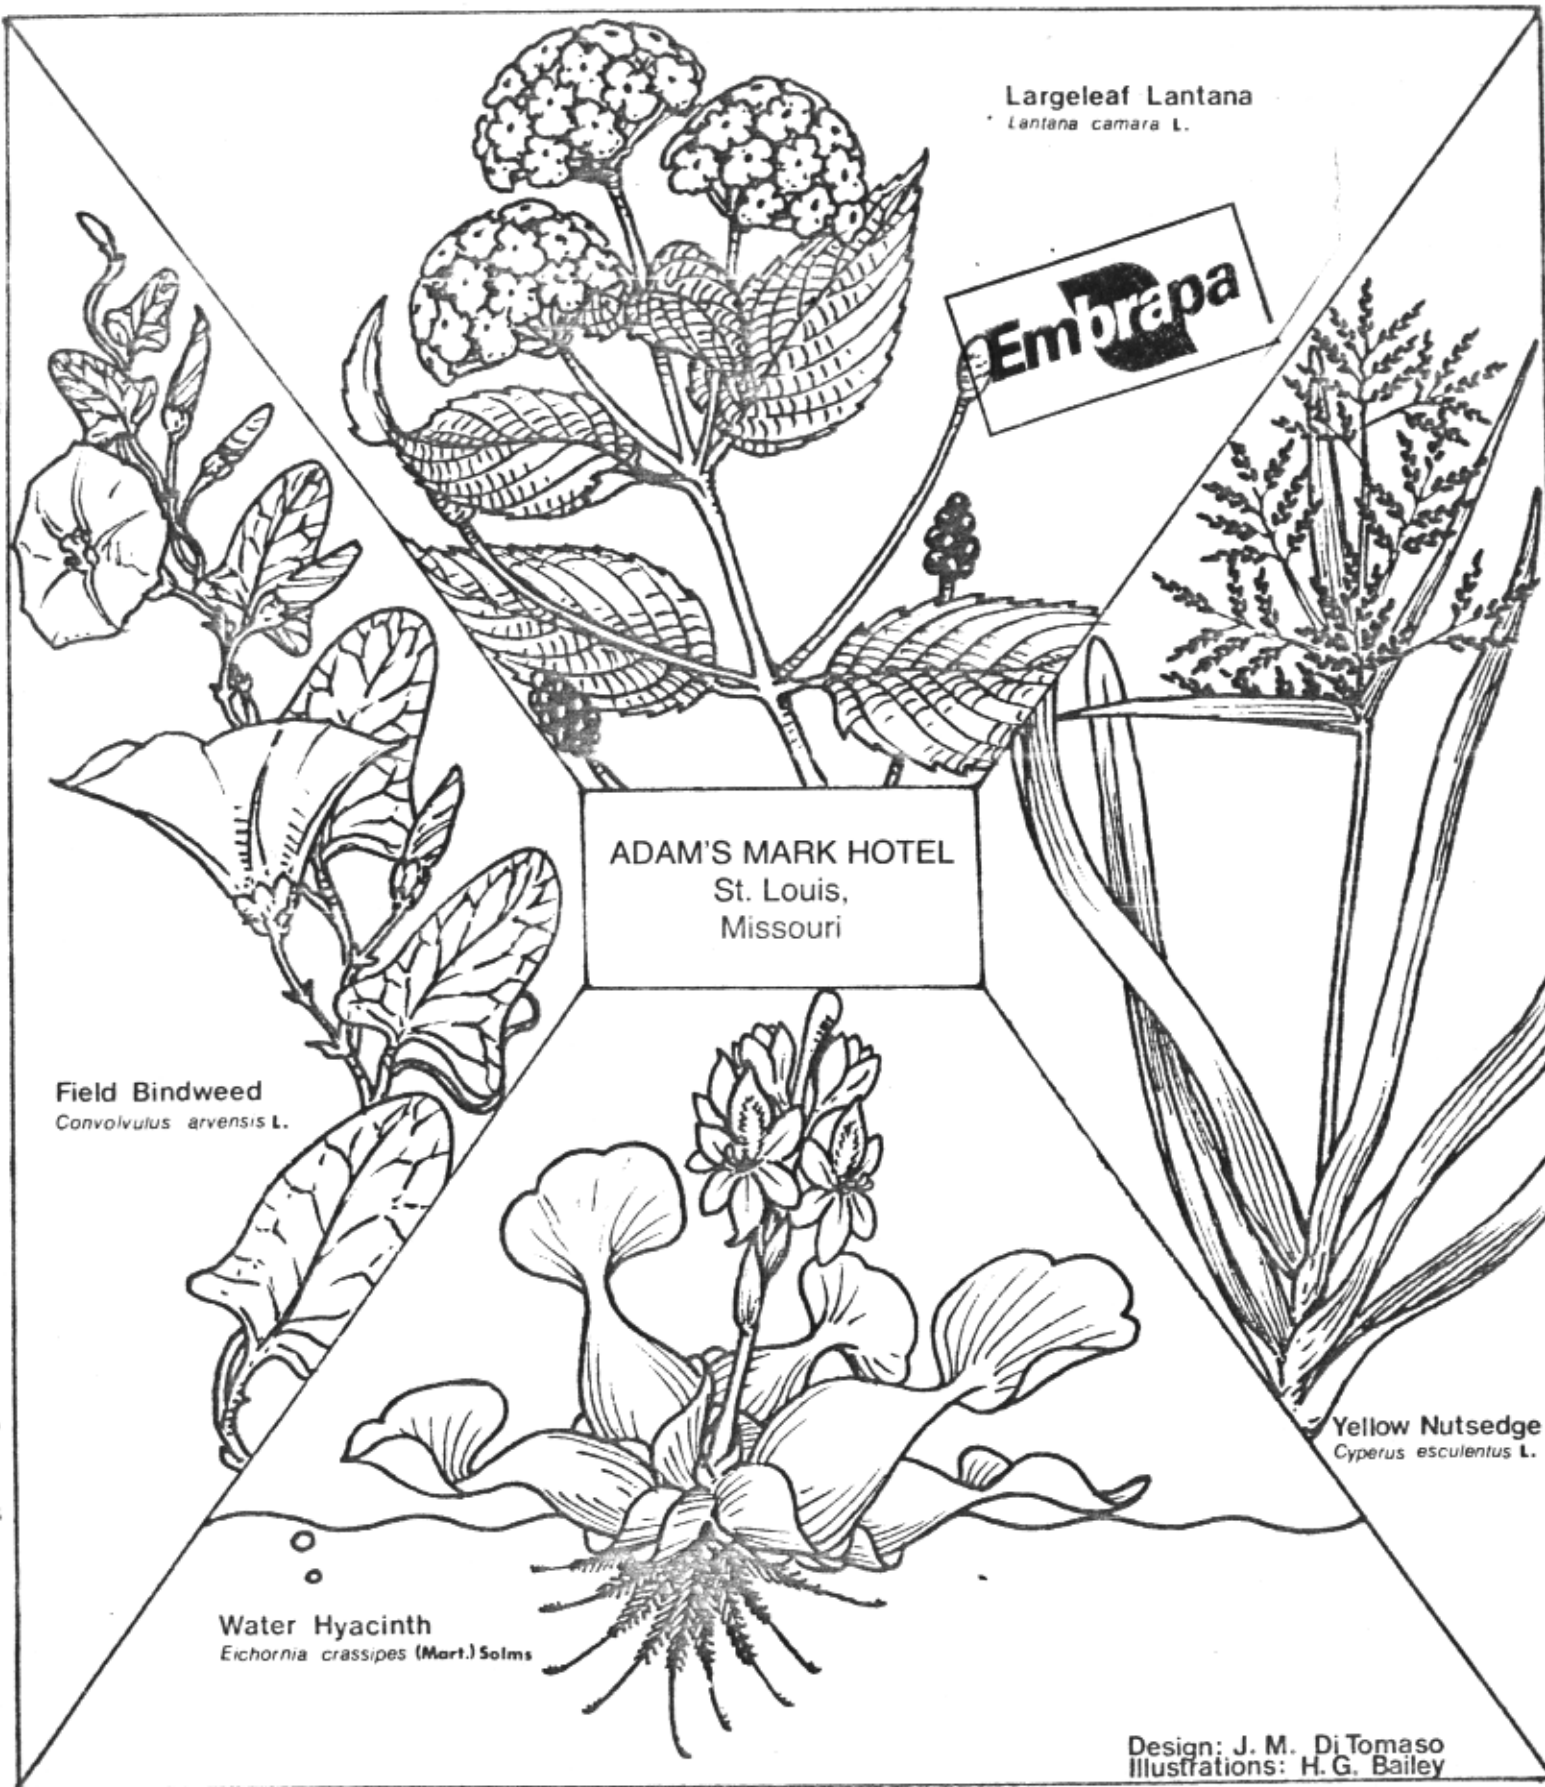 Largeleaf Lantana
Lantana camara L.
Embrapa
ADAM'S MARK HOTEL
St. Louis,
Missouri
Field Bindweed
Convolvulus arvensis L.
Yellow Nutsedge
Cyperus esculentus L.
Water Hyacinth
Eichornia crassipes (Mart.) Solms
Design: J. M. Di Tomaso
Illustrations: H. G. Bailey